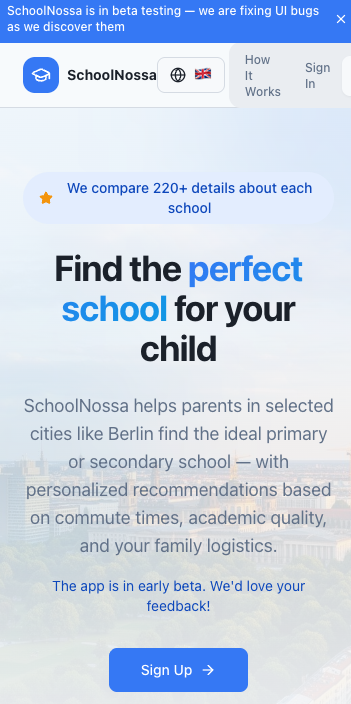 SchoolNossa is in beta testing — we are fixing UI bugs
as we discover them
SchoolNossa
How
It
Works
Sign
In
We compare 220+ details about each
school
Find the perfect
school for your
child
SchoolNossa helps parents in selected
cities like Berlin find the ideal primary
or secondary school — with
personalized recommendations based
on commute times, academic quality,
and your family logistics.
The app is in early beta. We'd love your
feedback!
Sign Up